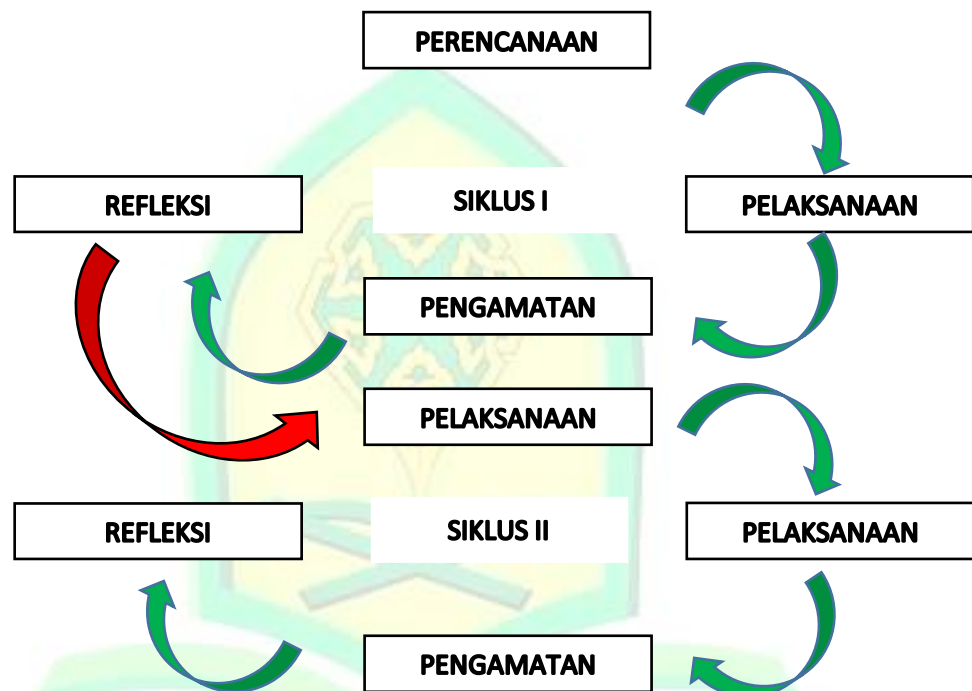 PERENCANAAN
REFLEKSI
SIKLUS I
PELAKSANAAN
PENGAMATAN
PELAKSANAAN
REFLEKSI
SIKLUS II
PELAKSANAAN
PENGAMATAN